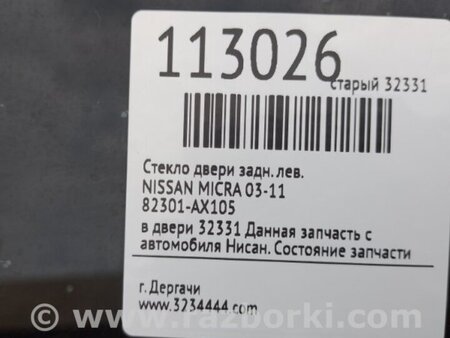 113026
старый 32331
Стекло двери задн. лев.
NISSAN MICRA 03-11
82301-AX105
в двери 32331 Данная запчасть с
автомобиля Нисан. Состояние запчасти
г. Дергачи
www.3234444.com
© www.razborki.com